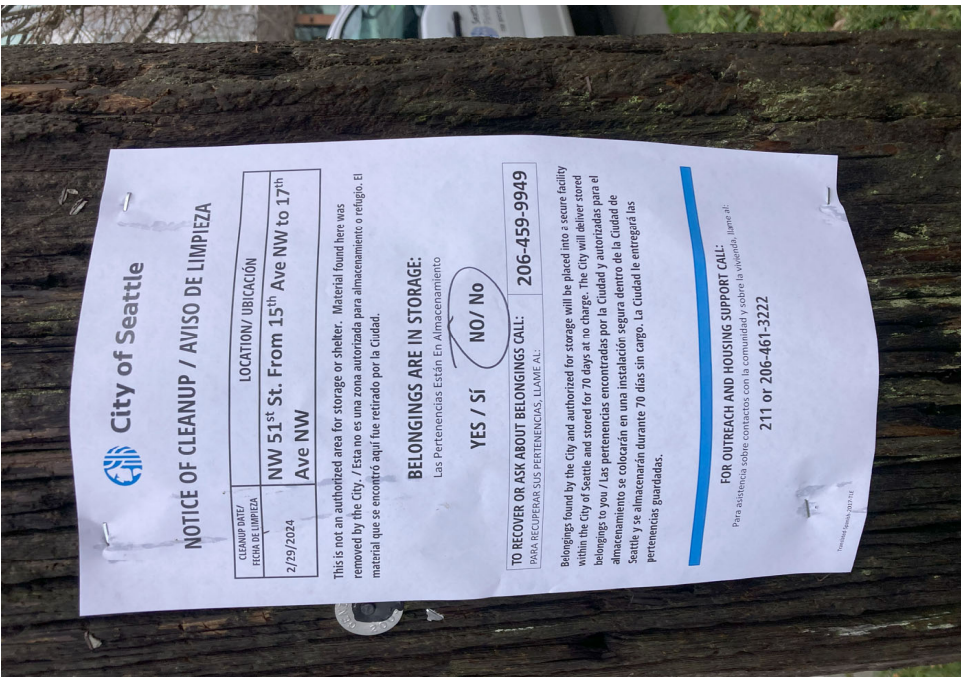 City of Seattle
NOTICE OF CLEANUP / AVISO DE LIMPIEZA
CLEANUP DATE/
FECHA DE LIMPIEZA
LOCATION/ UBICACIÓN
2/29/2024
NW 51st St. From 15th Ave NW to 17th
Ave NW
This is not an authorized area for storage or shelter. Material found here was
removed by the City. / Esta no es una zona autorizada para almacenamiento o refugio. El
material que se encontró aquí fue retirado por la Ciudad.
BELONGINGS ARE IN STORAGE:
Las Pertenencias Están En Almacenamiento
YES / Sí NO/ No
TO RECOVER OR ASK ABOUT BELONGINGS CALL:
PARA RECUPERAR SUS PERTENENCIAS, LLAME AL:
206-459-9949
Belongings found by the City and authorized for storage will be placed into a secure facility
within the City of Seattle and stored for 70 days at no charge. The City will deliver stored
belongings to you / Las pertenencias encontradas por la Ciudad y autorizadas para el
almacenamiento se colocarán en una instalación segura dentro de la Ciudad de
Seattle y se almacenarán durante 70 días sin cargo. La Ciudad le entregará las
pertenencias guardadas.
FOR OUTREACH AND HOUSING SUPPORT CALL:
Para asistencia sobre contactos con la comunidad y sobre la vivienda, llame al:
211 or 206-461-3222